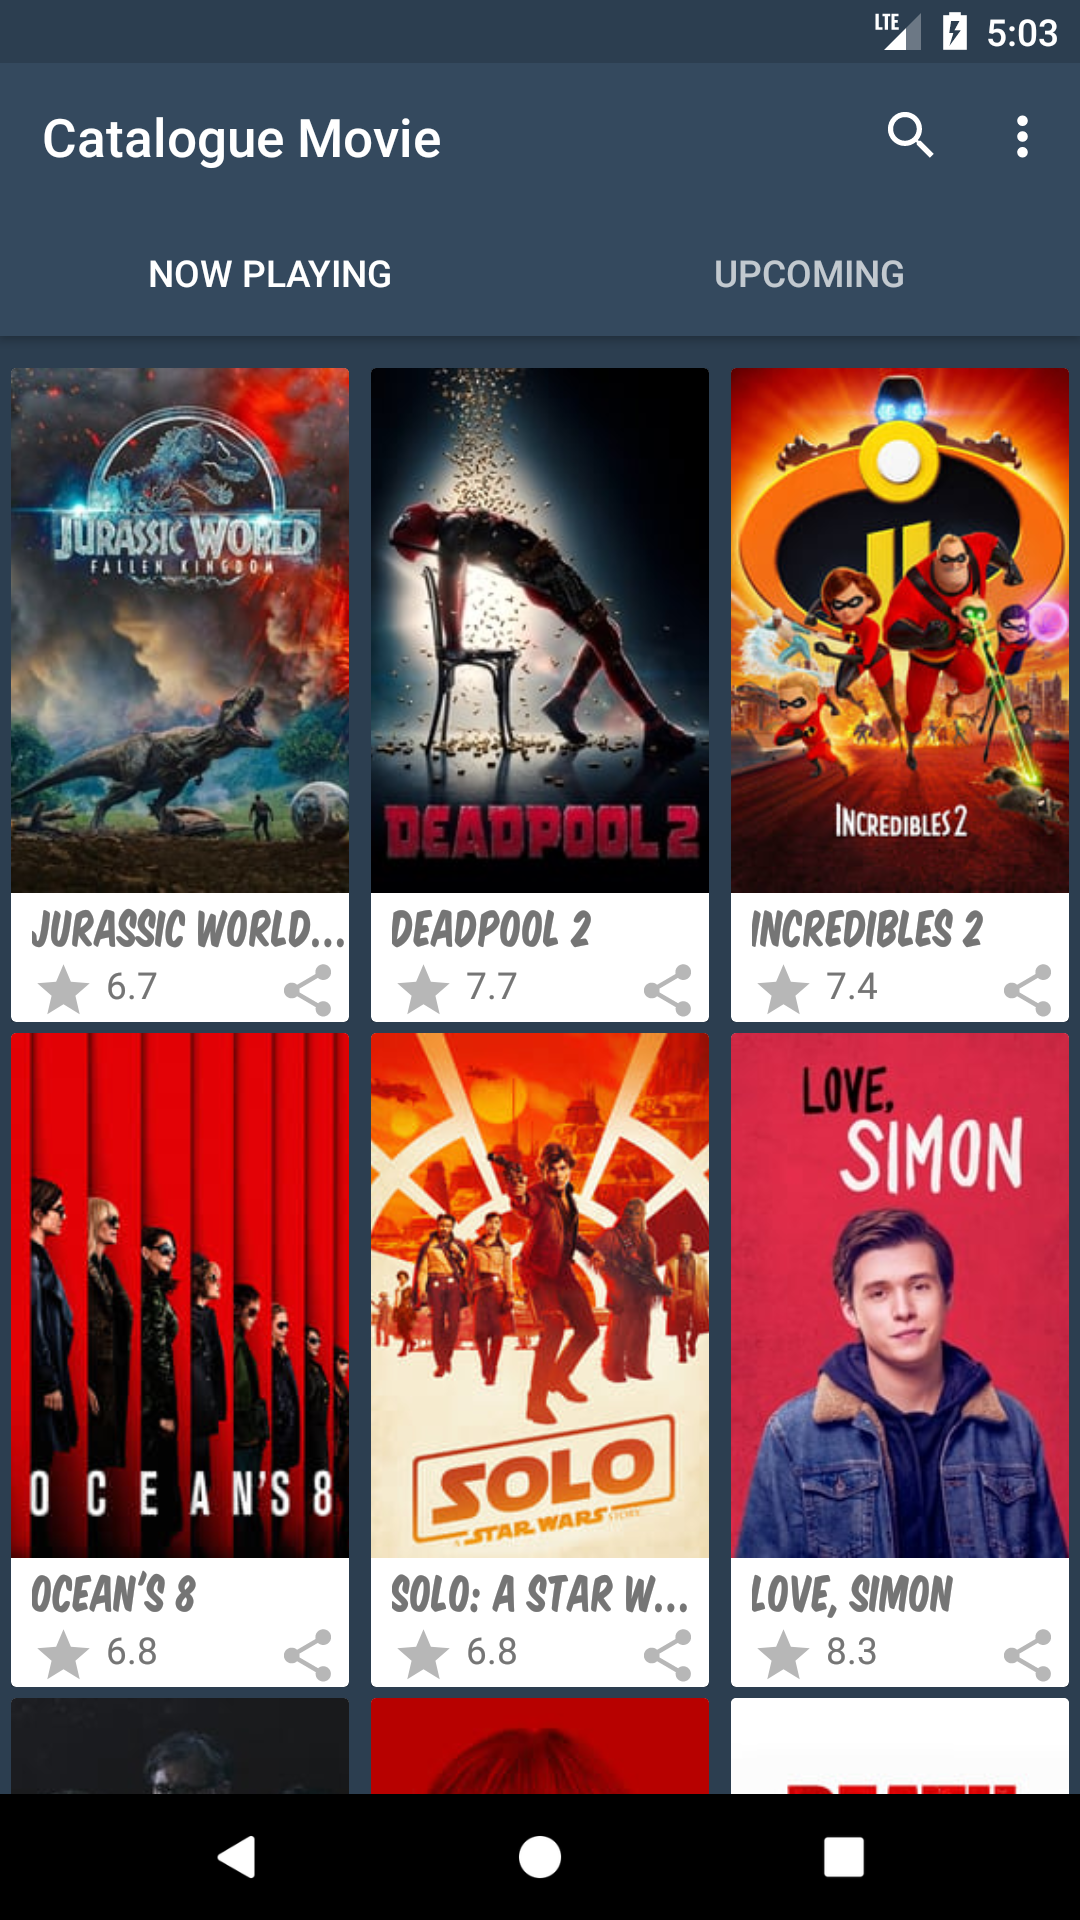 LTE 5:03
Catalogue Movie
NOW PLAYING UPCOMING
JURASSIC WORLD
FALLEN KINGDOM
DEADPOOL 2
INCREDIBLES 2
JURASSIC WORLD... DEADPOOL 2 INCREDIBLES 2
6.7 7.7 7.4
OCEAN'S 8
SOLO
A STAR WARS STORY
LOVE,
SIMON
OCEAN'S 8 SOLO: A STAR W... LOVE, SIMON
6.8 6.8 8.3